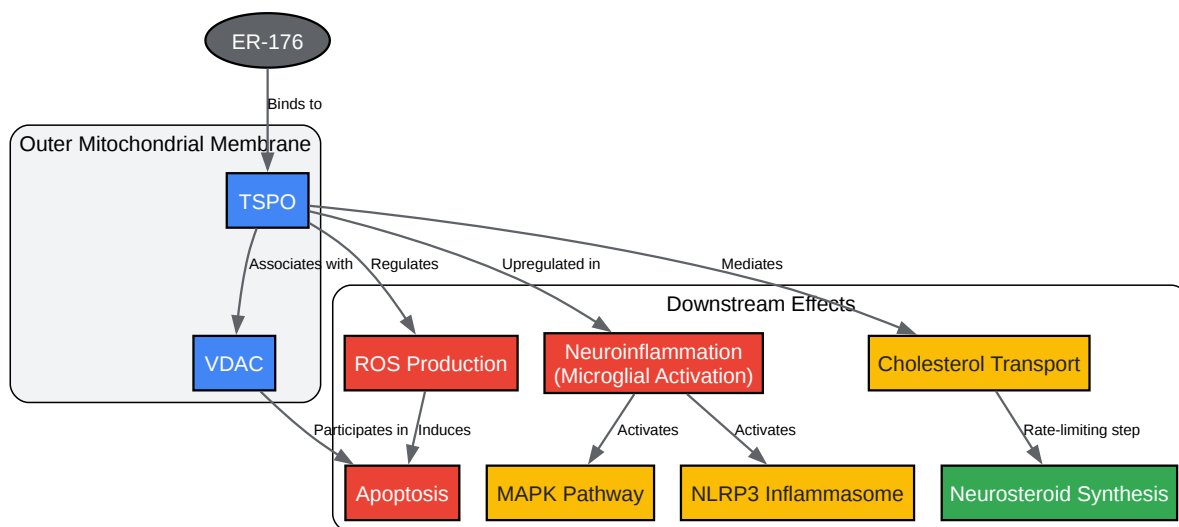 ER-176
Binds to
Outer Mitochondrial Membrane
TSPO
Associates with
Regulates
Upregulated in
Mediates
Downstream Effects
VDAC
ROS Production
Neuroinflammation
(Microglial Activation)
Cholesterol Transport
Participates in
Induces
Activates
Activates
Rate-limiting step
Apoptosis
MAPK Pathway
NLRP3 Inflammasome
Neurosteroid Synthesis